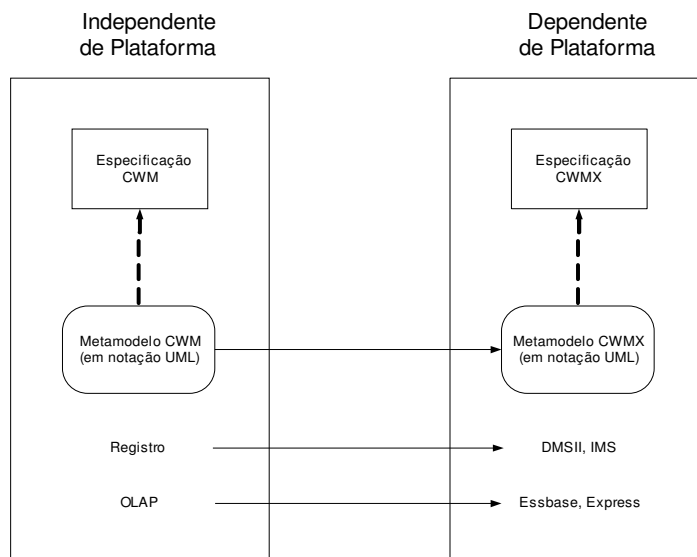 Independente
de Plataforma
Dependente
de Plataforma
Especificação
CWM
Especificação
CWMX
Metamodelo CWM
(em notação UML)
Metamodelo CWMX
(em notação UML)
Registro
DMSII, IMS
OLAP
Essbase, Express